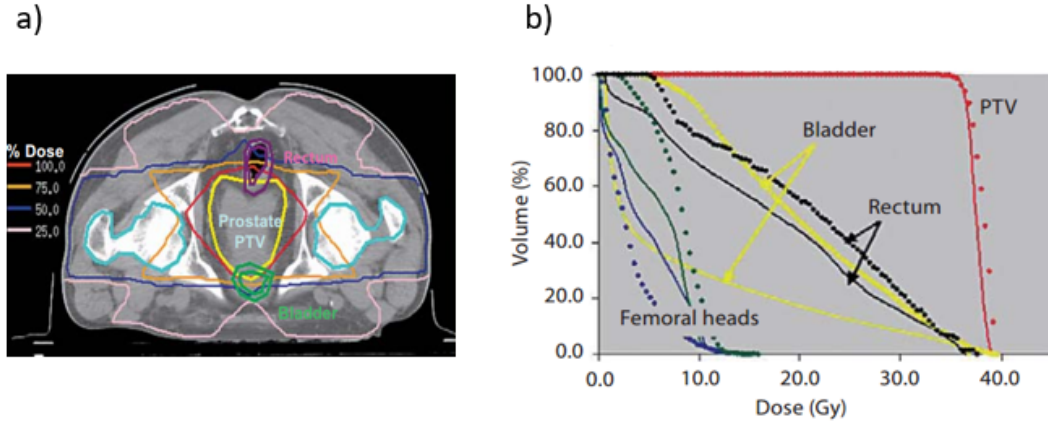 a)
% Dose
100.0
75.0
50.0
25.0
Rectum
Prostate
PTV
Bladder
b)
100.0
80.0
60.0
40.0
20.0
0.0
Volume (%)
PTV
Bladder
Rectum
Femoral heads
0.0
10.0
20.0
30.0
40.0
Dose (Gy)